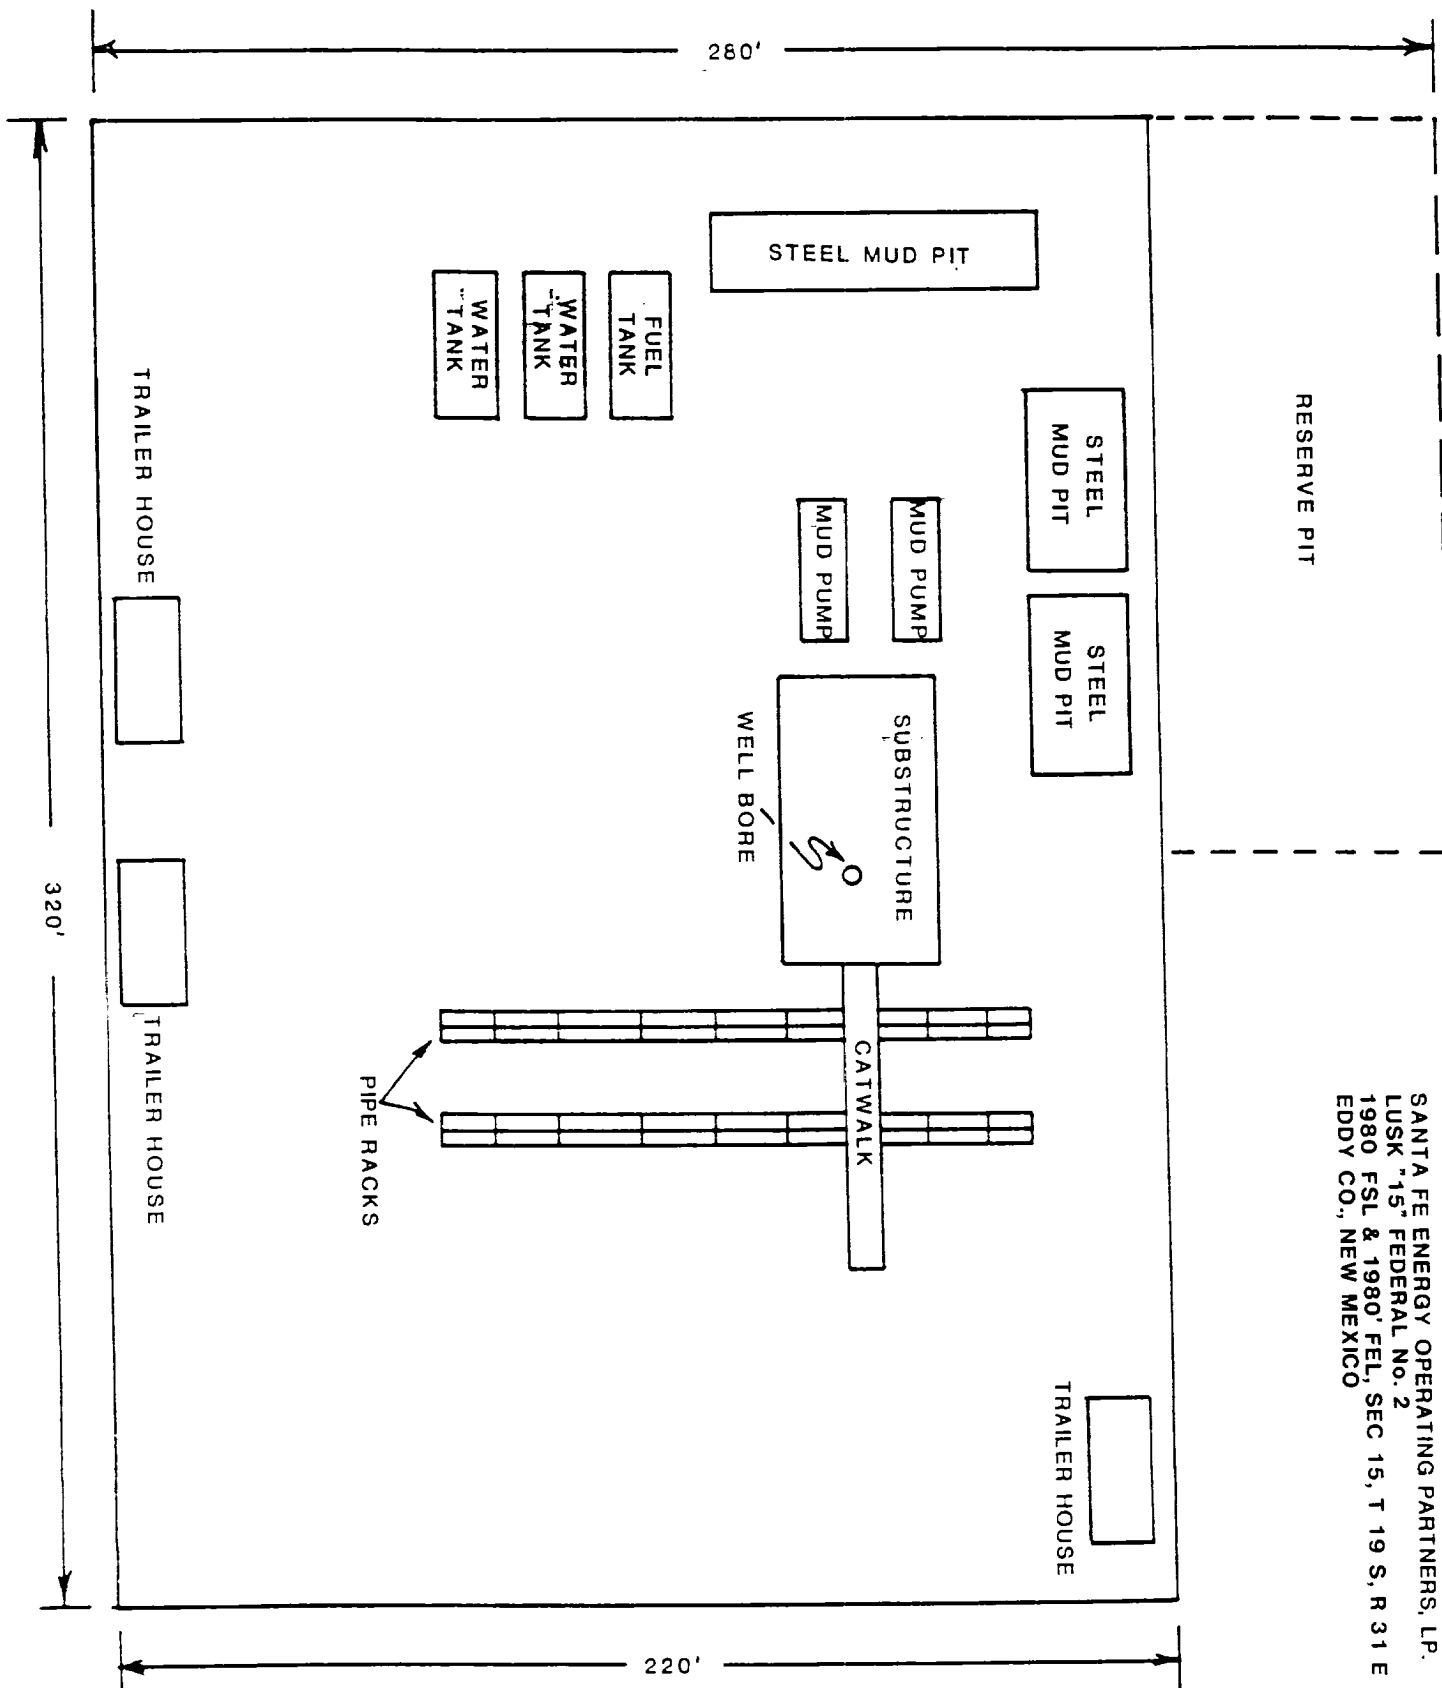 280'
STEEL MUD PIT
WATER
TANK
WATER
TANK
FUEL
TANK
TRAILER HOUSE
STEEL
MUD PIT
RESERVE PIT
MUD PUMP
MUD PUMP
STEEL
MUD PIT
SUBSTRUCTURE
WELL BORE
320'
TRAILER HOUSE
PIPE RACKS
CATWALK
TRAILER HOUSE
SANTA FE ENERGY OPERATING PARTNERS, LP.
LUSK "15" FEDERAL No. 2
1980 FSL & 1980' FEL, SEC 15, T 19 S, R 31 E
EDDY CO., NEW MEXICO
220'